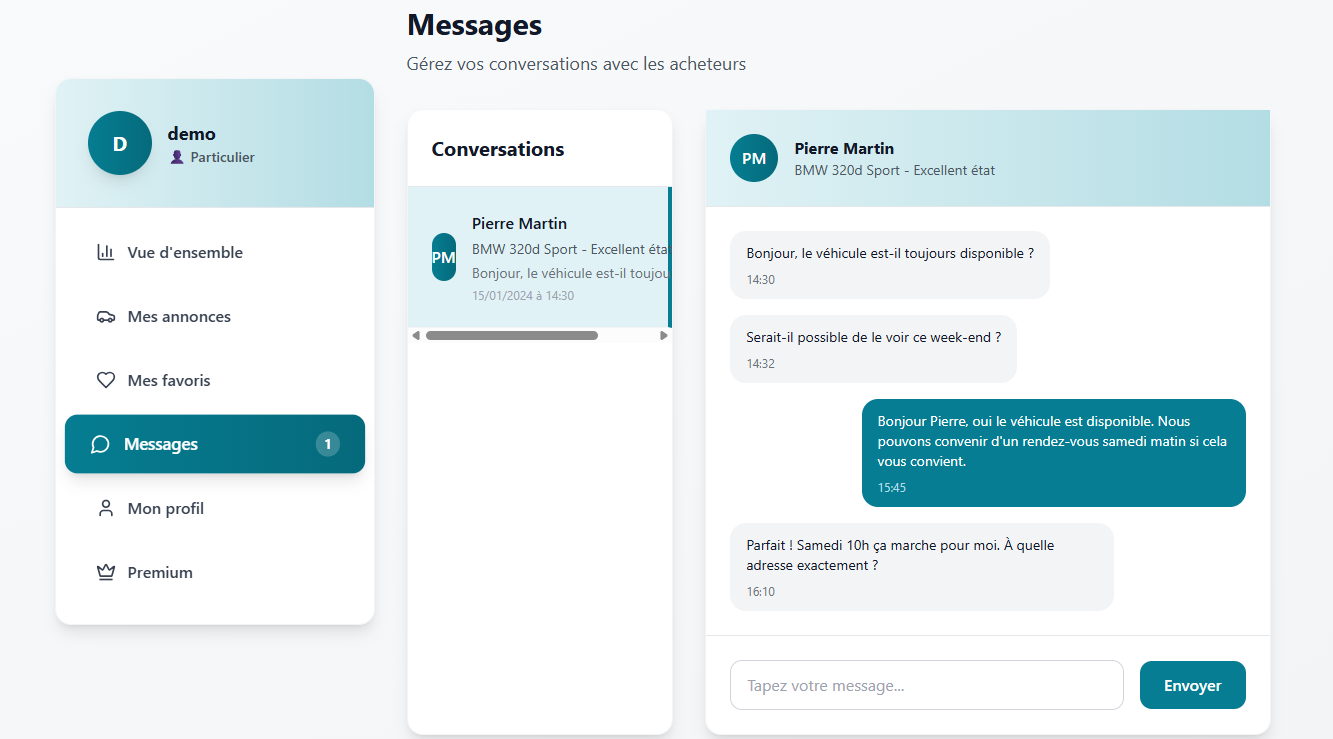 Messages
Gérez vos conversations avec les acheteurs
D
demo
Particulier
Vue d'ensemble
Mes annonces
Mes favoris
Messages 1
Mon profil
Premium
Conversations
PM
Pierre Martin
BMW 320d Sport - Excellent éta
Bonjour, le véhicule est-il toujou
15/01/2024 à 14:30
PM
Pierre Martin
BMW 320d Sport - Excellent état
Bonjour, le véhicule est-il toujours disponible ?
14:30
Serait-il possible de le voir ce week-end ?
14:32
Bonjour Pierre, oui le véhicule est disponible. Nous
pouvons convenir d'un rendez-vous samedi matin si cela
vous convient.
15:45
Parfait ! Samedi 10h ça marche pour moi. À quelle
adresse exactement ?
16:10
Tapez votre message...
Envoyer